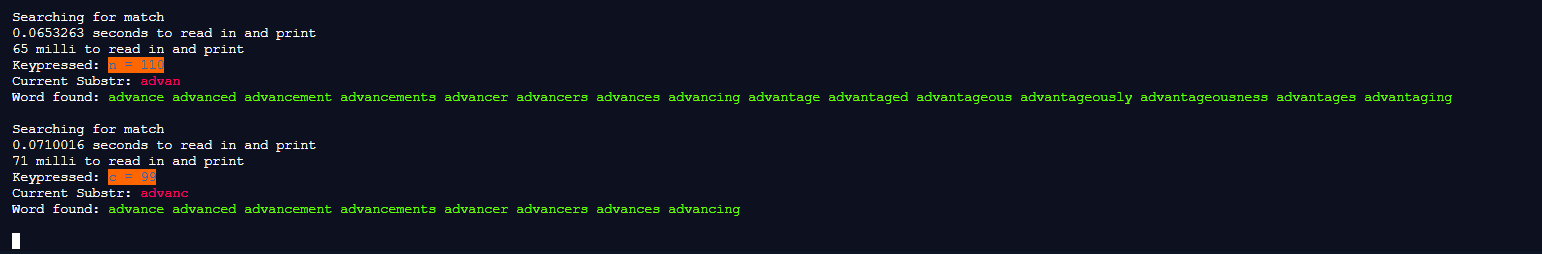 Searching for match
0.0653263 seconds to read in and print
65 milli to read in and print
Keypressed: n = 110
Current Substr: advan
Word found: advance advanced advancement advancements advancer advancers advances advancing advantage advantaged advantageous advantageously advantageousness advantages advantaging
Searching for match
0.0710016 seconds to read in and print
71 milli to read in and print
Keypressed: c = 99
Current Substr: advanc
Word found: advance advanced advancement advancements advancer advancers advances advancing